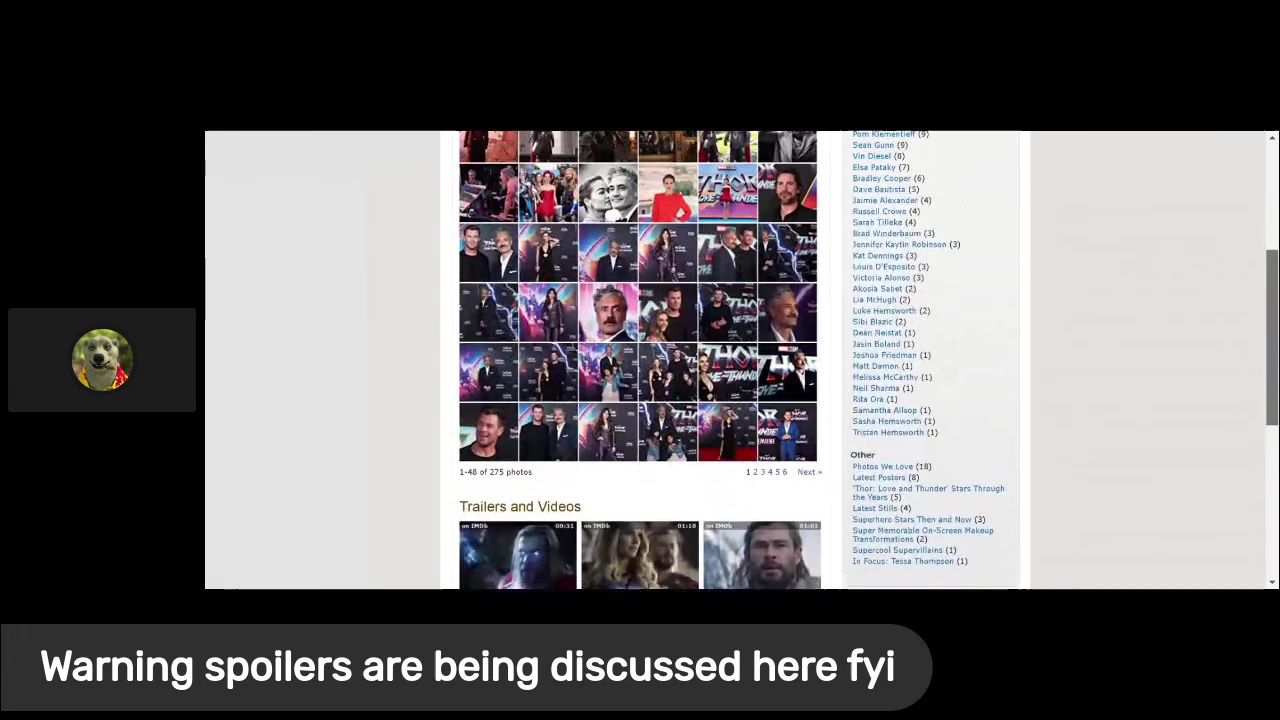 Pom Klementieff (9)
Sean Gunn (9)
Vin Diesel (8)
Elsa Pataky (7)
Bradley Cooper (6)
Dave Bautista (5)
Jaimie Alexander (4)
Russell Crowe (4)
Sarah Tilleke (4)
Brad Winderbaum (3)
Jennifer Kaytin Robinson (3)
Kat Dennings (3)
Louis D'Esposito (3)
Victoria Alonso (3)
Akosia Sabet (2)
Lia McHugh (2)
Luke Hemsworth (2)
Sibi Blazic (2)
Dean Neistat (1)
Jasin Boland (1)
Joshua Friedman (1)
Matt Damon (1)
Melissa McCarthy (1)
Neil Sharma (1)
Rita Ora (1)
Samantha Allsop (1)
Sasha Hemsworth (1)
Tristan Hemsworth (1)
Other
Photos We Love (18)
Latest Posters (8)
'Thor: Love and Thunder' Stars Through
the Years (5)
Latest Stills (4)
Superhero Stars Then and Now (3)
Super Memorable On-Screen Makeup
Transformations (2)
Supercool Supervillains (1)
In Focus: Tessa Thompson (1)
1-48 of 275 photos
1 2 3 4 5 6 Next »
Trailers and Videos
on IMDb 00:31
on IMDb 01:10
on IMDb 01:01
Warning spoilers are being discussed here fyi